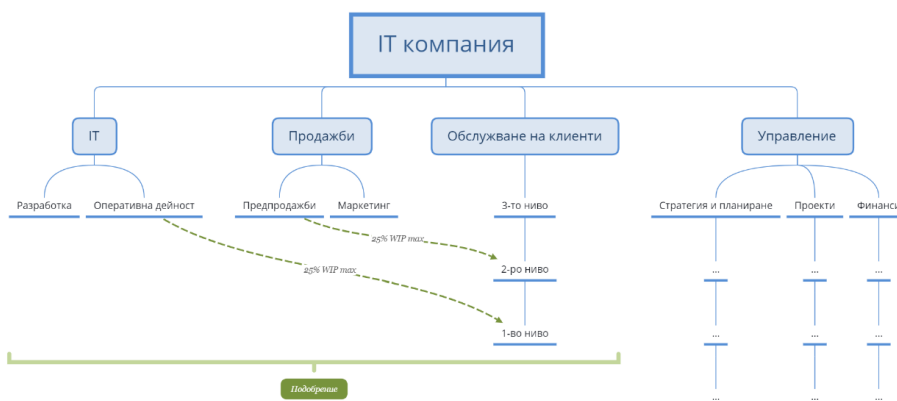 IT компания
IT
Продажби
Обслужване на клиенти
Управление
Разработка
Оперативна дейност
Предпродажби
Маркетинг
3-то ниво
Стратегия и планиране
Проекти
Финанси
25% WIP max
25% WIP max
2-ро ниво
...
...
...
1-во ниво
...
...
...
Подобрение
...
...
...